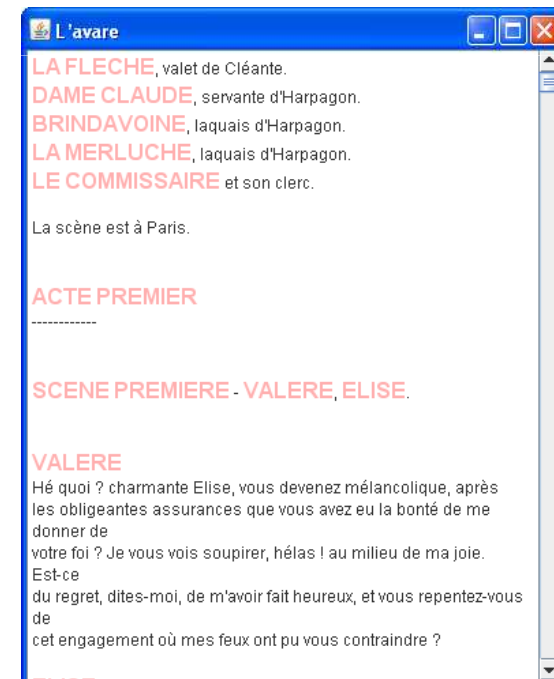 L'avare
LA FLECHE, valet de Cléante.
DAME CLAUDE, servante d'Harpagon.
BRINDAVOINE, laquais d'Harpagon.
LA MERLUCHE, laquais d'Harpagon.
LE COMMISSAIRE et son clerc.
La scène est à Paris.
ACTE PREMIER
------------
SCENE PREMIERE - VALERE, ELISE.
VALERE
Hé quoi ? charmante Elise, vous devenez mélancolique, après
les obligeantes assurances que vous avez eu la bonté de me
donner de
votre foi ? Je vous vois soupirer, hélas ! au milieu de ma joie.
Est-ce
du regret, dites-moi, de m'avoir fait heureux, et vous repentez-vous
de
cet engagement où mes feux ont pu vous contraindre ?